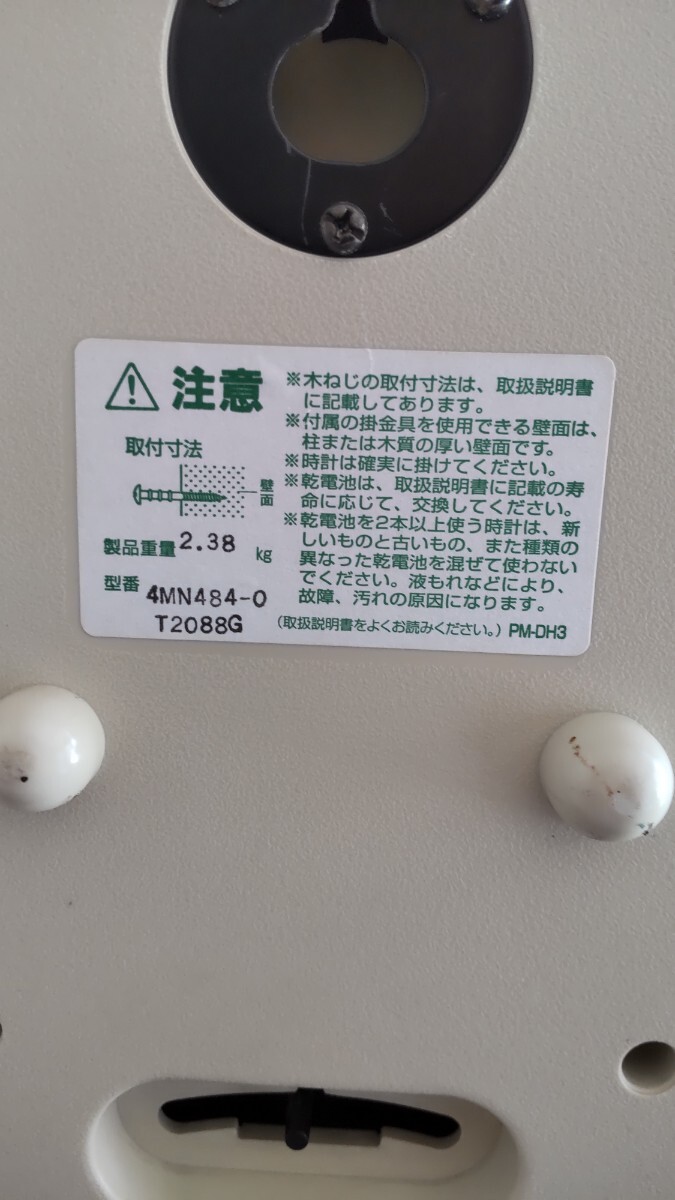 注意
取付寸法
壁面
製品重量 2.38 kg
型番 4MN484-0
T2088G
※木ねじの取付寸法は、取扱説明書
に記載してあります。
※付属の掛金具を使用できる壁面は、
柱または木質の厚い壁面です。
※時計は確実に掛けてください。
※乾電池は、取扱説明書に記載の寿
命に応じて、交換してください。
※乾電池を2本以上使う時計は、新
しいものと古いもの、また種類の
異なった乾電池を混ぜて使わない
でください。液もれなどにより、
故障、汚れの原因になります。
(取扱説明書をよくお読みください。) PM-DH3